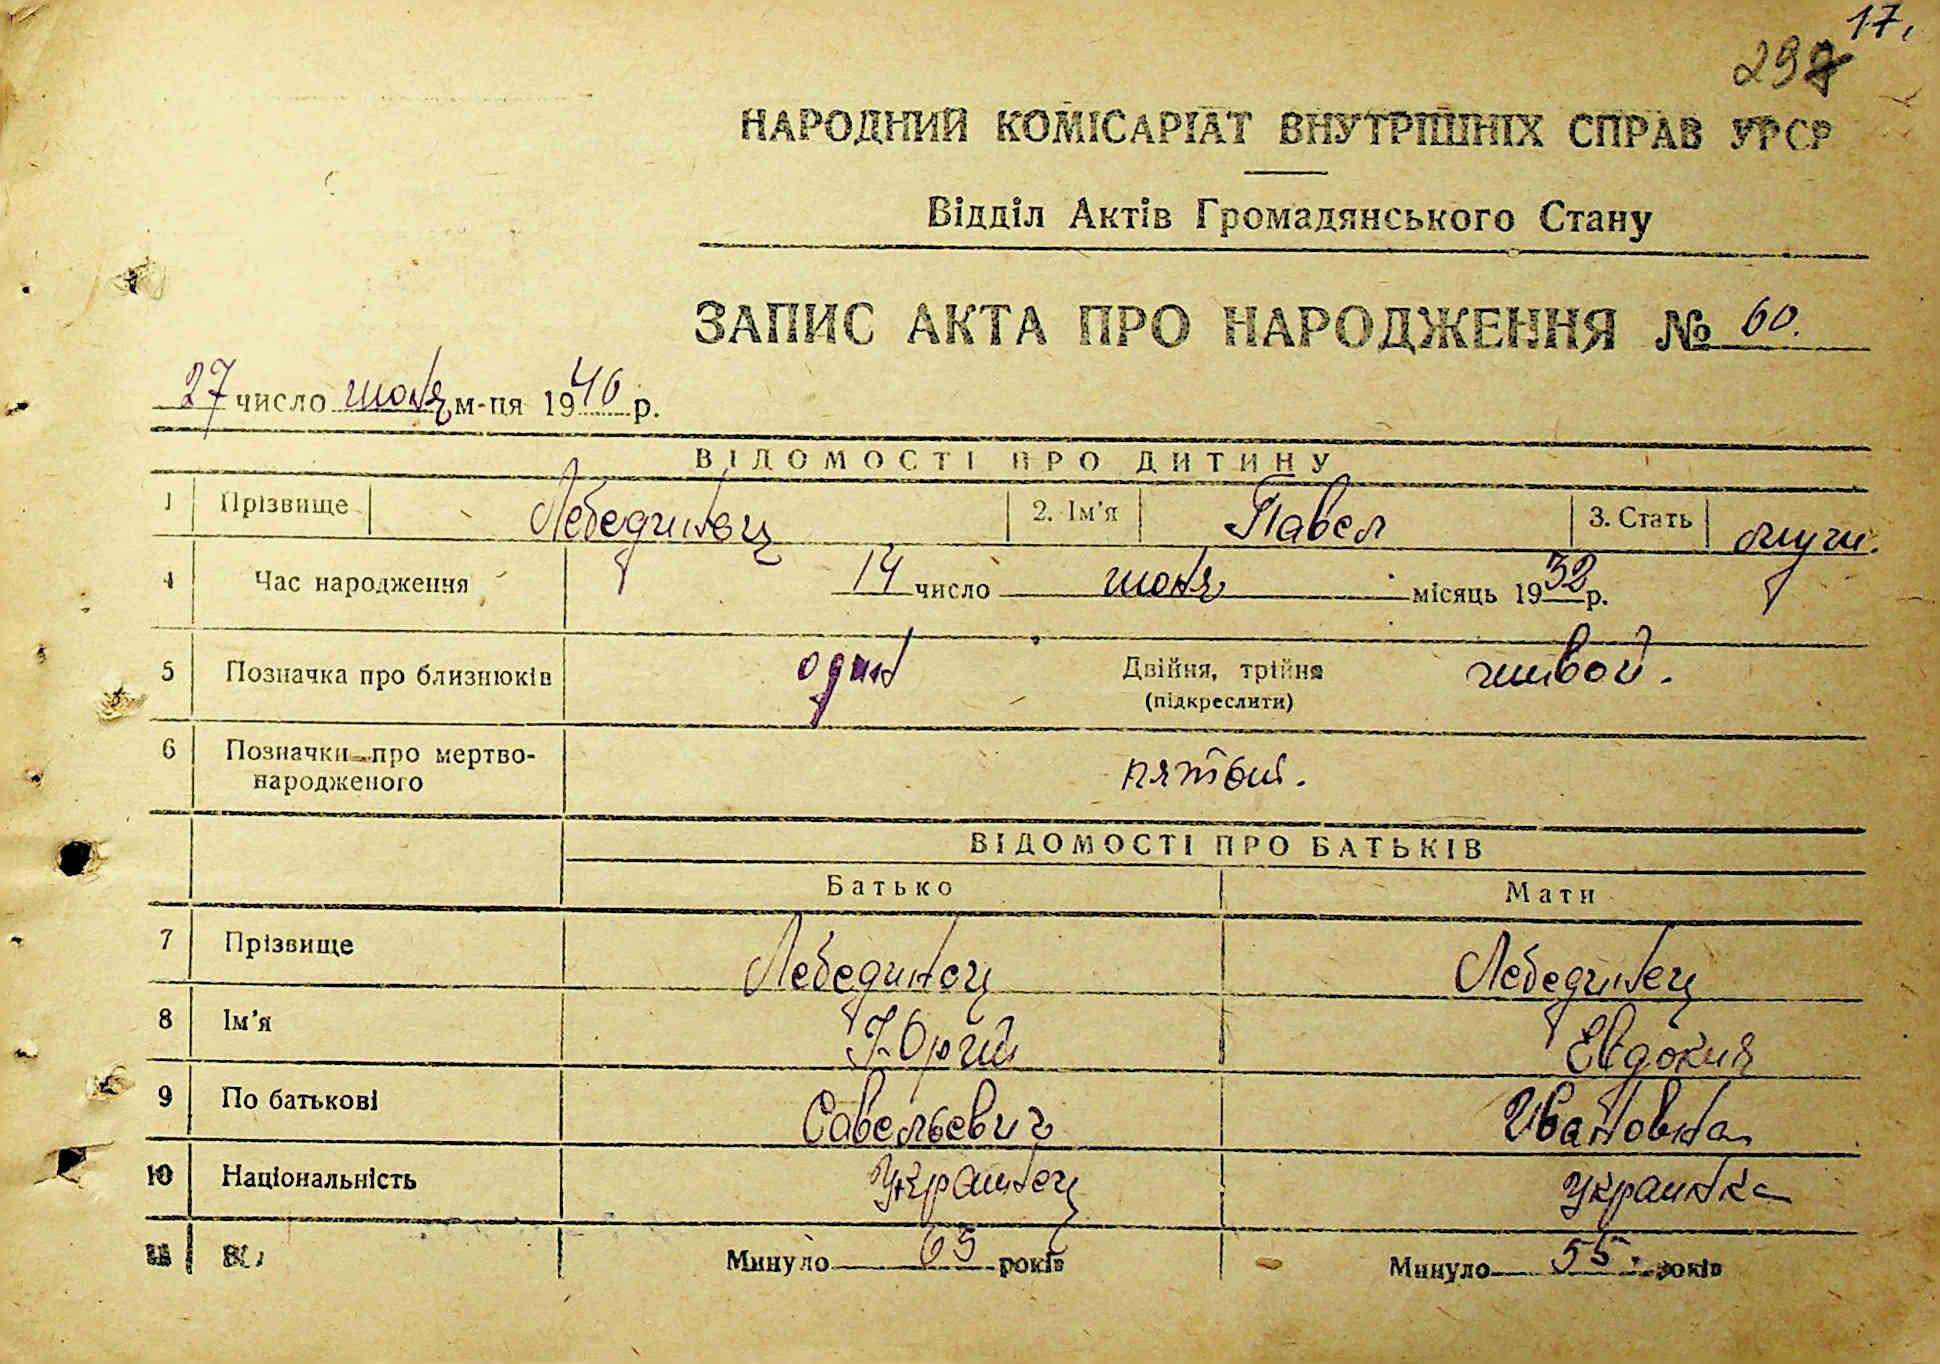 17.
НАРОДНИЙ КОМІСАРІАТ ВНУТРІШНІХ СПРАВ УРСР
Відділ Актів Громадянського Стану
ЗАПИС АКТА ПРО НАРОДЖЕННЯ № 60.
27 число июня м-ця 1940 р.
ВІДОМОСТІ ПРО ДИТИНУ
1 Прізвище Лебединец 2. Ім'я Павел 3. Стать муж.
4 Час народження 14 число июня місяць 1932 р.
5 Позначка про близнюків один Двійня, трійня живой.
(підкреслити)
6 Позначки про мертво-
народженого пятый.
ВІДОМОСТІ ПРО БАТЬКІВ
Батько Мати
7 Прізвище Лебединец Лебединец
8 Ім'я Юргий Евдокия
9 По батькові Савельевич Ивановна
10 Національність Украинец украинка
11 Минуло 65 років Минуло 55. років